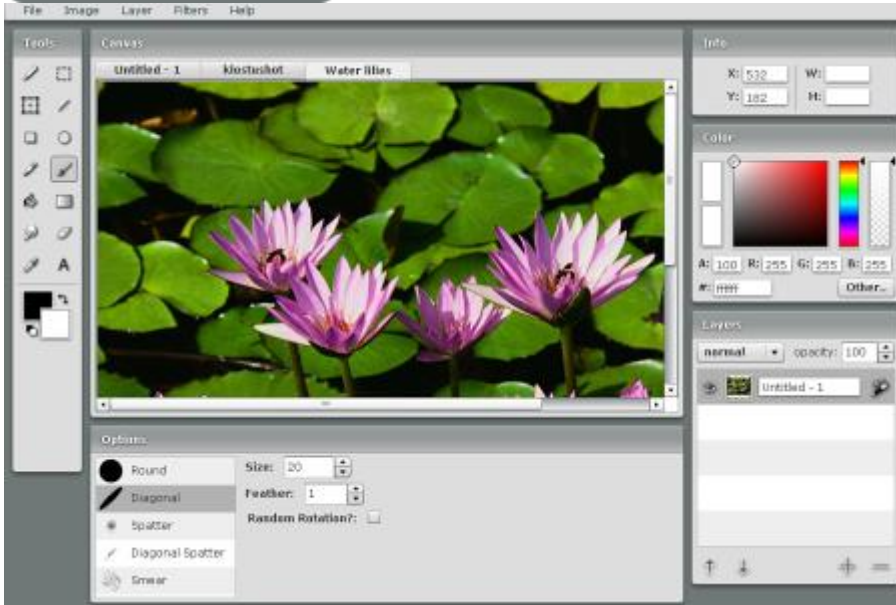 File Image Layer Filters Help
Tools
Canvas
Untitled - 1 klostushot Water lilies
Info
X: 532 W:
Y: 182 H:
Color
A: 100 R: 255 G: 255 B: 255
#: ffffff
Other..
Layers
normal opacity: 100
Untitled - 1
A
Options
Round
Diagonal
Spatter
Diagonal Spatter
Smear
Size: 20
Feather: 1
Random Rotation?: